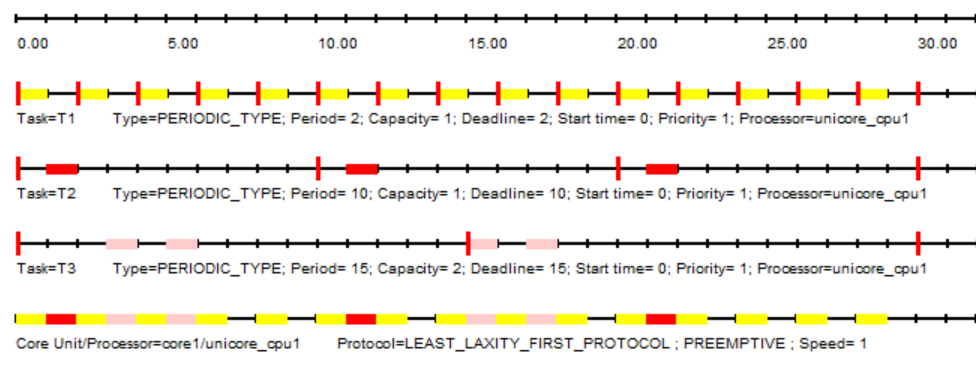 0.00 5.00 10.00 15.00 20.00 25.00 30.00
Task=T1 Type=PERIODIC_TYPE; Period= 2; Capacity= 1; Deadline= 2; Start time= 0; Priority= 1; Processor=unicore_cpu1
Task=T2 Type=PERIODIC_TYPE; Period= 10; Capacity= 1; Deadline= 10; Start time= 0; Priority= 1; Processor=unicore_cpu1
Task=T3 Type=PERIODIC_TYPE; Period= 15; Capacity= 2; Deadline= 15; Start time= 0; Priority= 1; Processor=unicore_cpu1
Core Unit/Processor=core1/unicore_cpu1 Protocol=LEAST_LAXITY_FIRST_PROTOCOL ; PREEMPTIVE ; Speed= 1